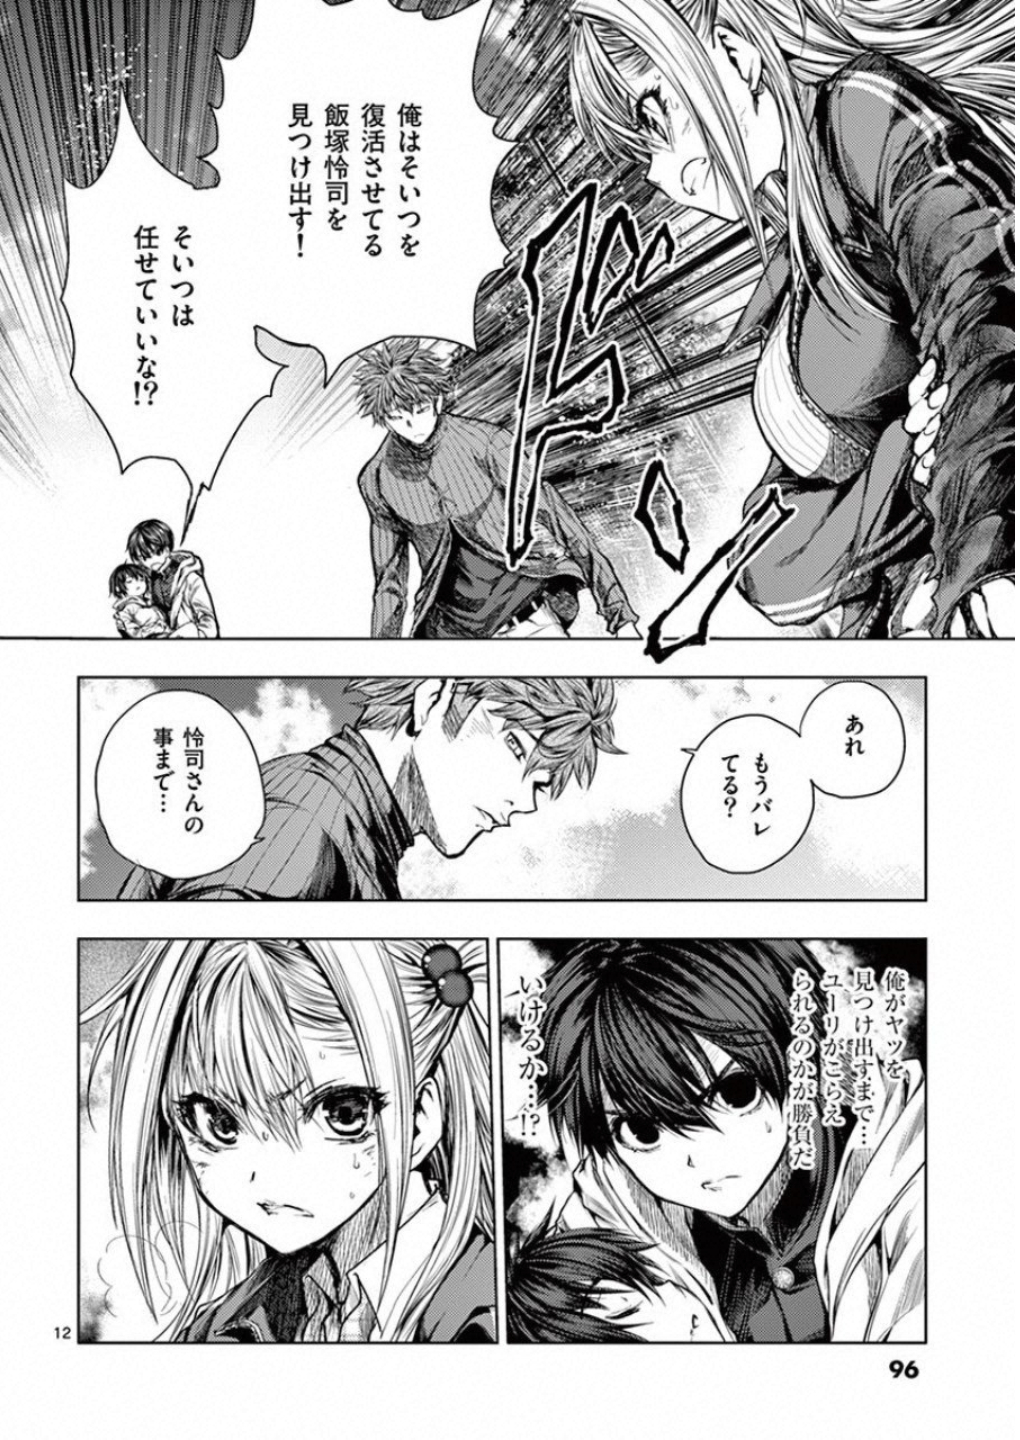 俺はそいつを
復活させてる
飯塚怜司を
見つけ出す!
そいつは
任せていいな!?
ドドッ
あれ
もうバレ
てる?
怜司さんの
事まで…
俺がヤツを
見つけ出すまで…
ユーリがこらえ
られるのかが勝負だ
いけるか…!?
12
96